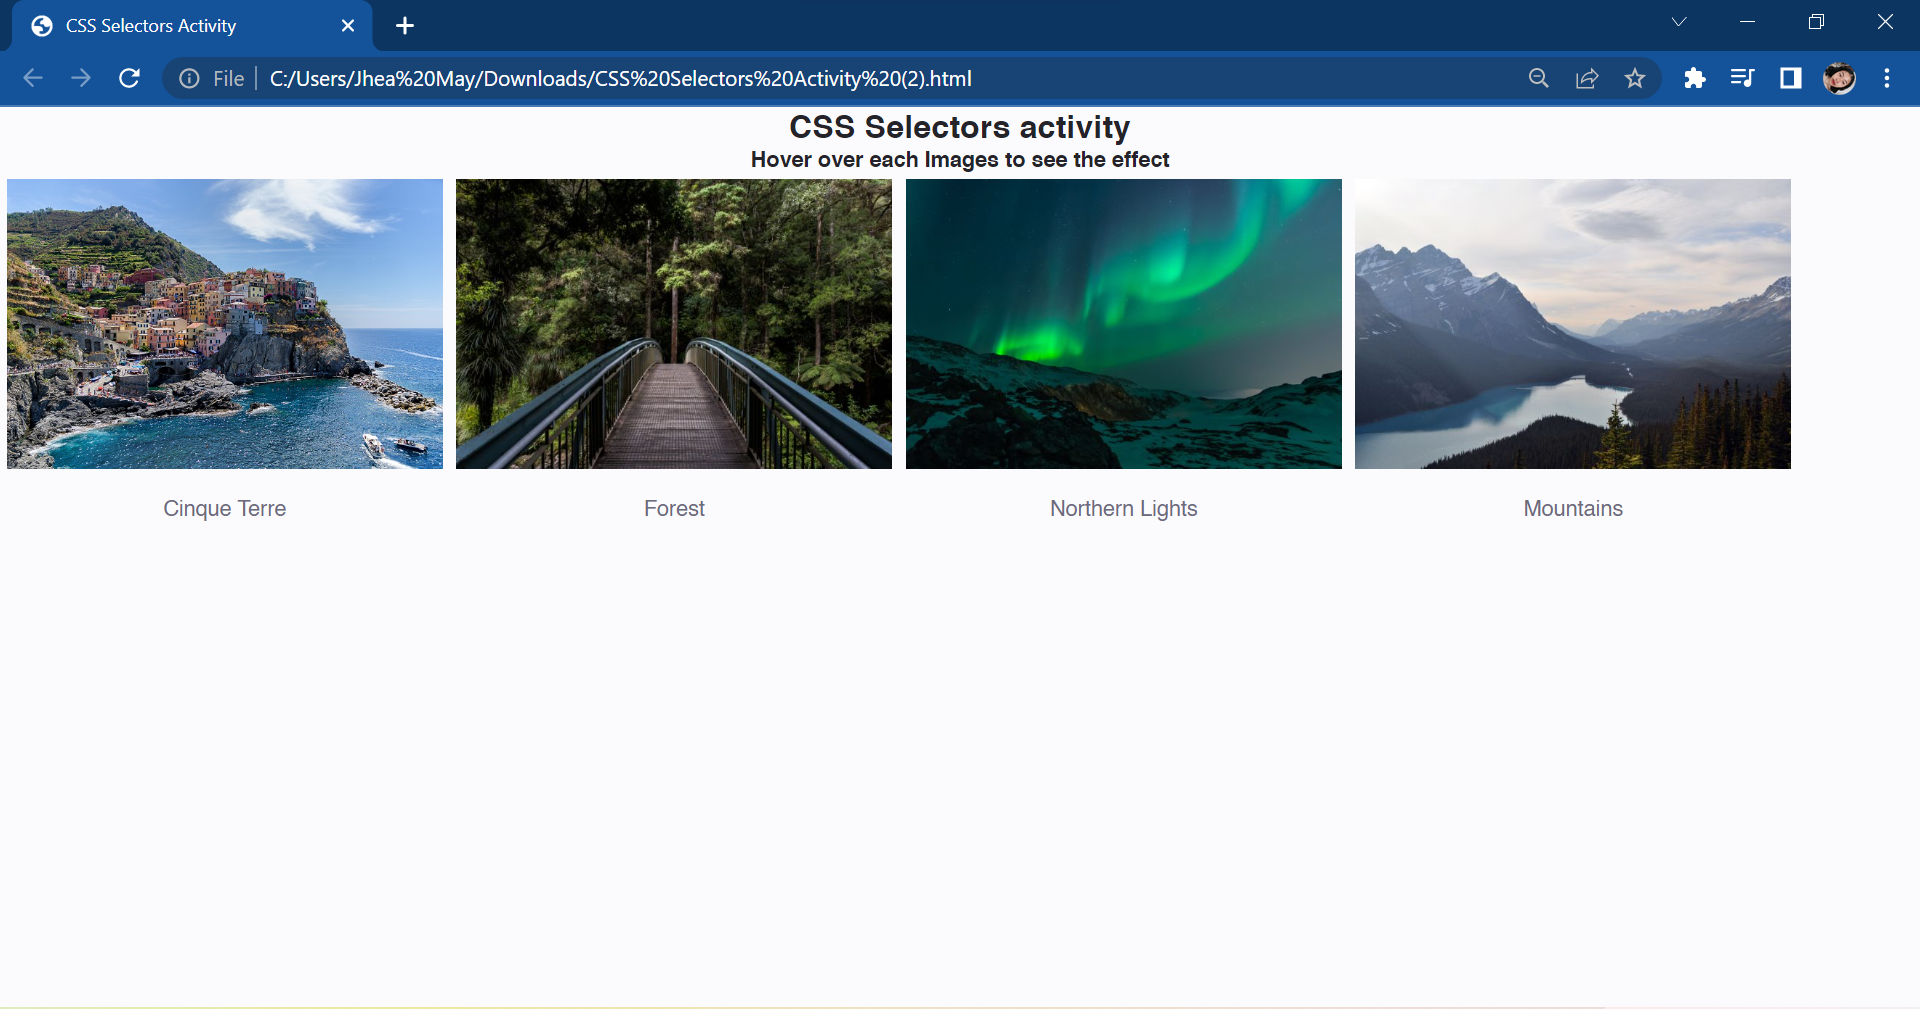 CSS Selectors Activity
File
C:/Users/Jhea%20May/Downloads/CSS%20Selectors%20Activity%20(2).html
CSS Selectors activity
Hover over each Images to see the effect
Cinque Terre
Forest
Northern Lights
Mountains